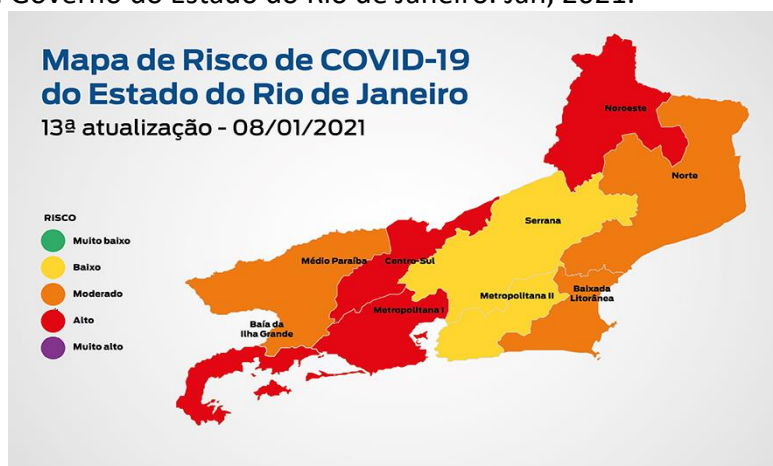 Governo do Estado do Rio de Janeiro. Jan, 2021.
Mapa de Risco de COVID-19
do Estado do Rio de Janeiro
13ª atualização - 08/01/2021
RISCO
Muito baixo
Baixo
Moderado
Alto
Muito alto
Noroeste
Norte
Serrana
Médio Paraíba
Centro-Sul
Metropolitana II
Baixada
Litorânea
Metropolitana I
Baía da
Ilha Grande